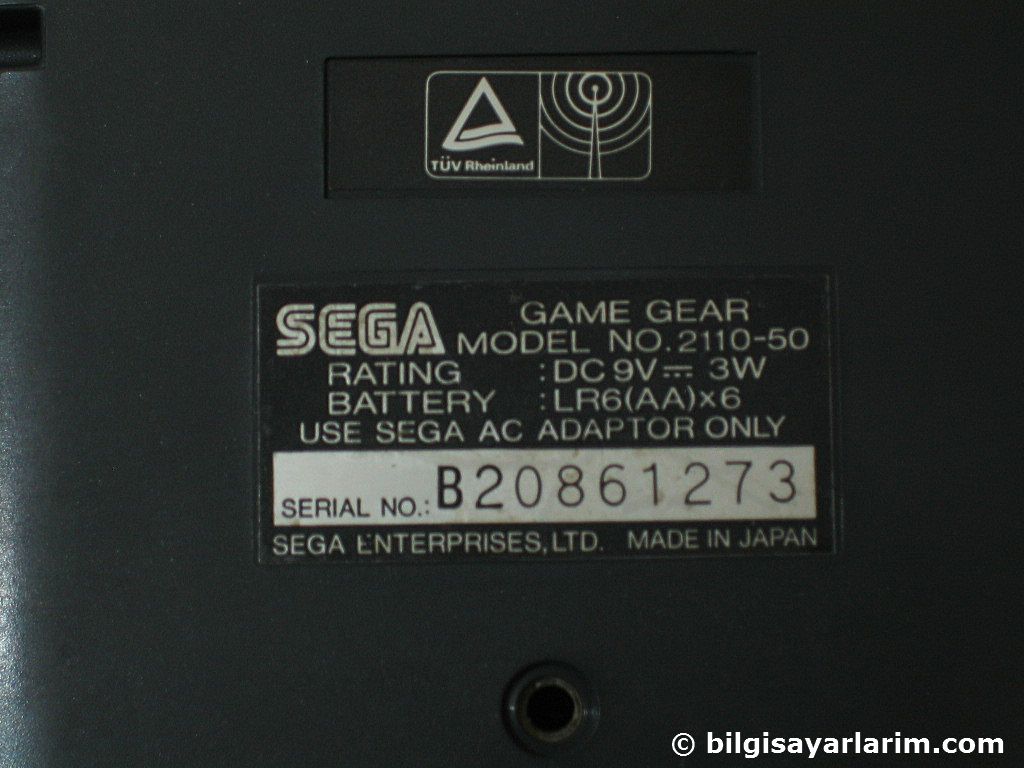 TÜV Rheinland
SEGA GAME GEAR
MODEL NO. 2110-50
RATING : DC 9V⎓ 3W
BATTERY : LR6(AA)x6
USE SEGA AC ADAPTOR ONLY
SERIAL NO.: B20861273
SEGA ENTERPRISES, LTD. MADE IN JAPAN
© bilgisayarlarim.com